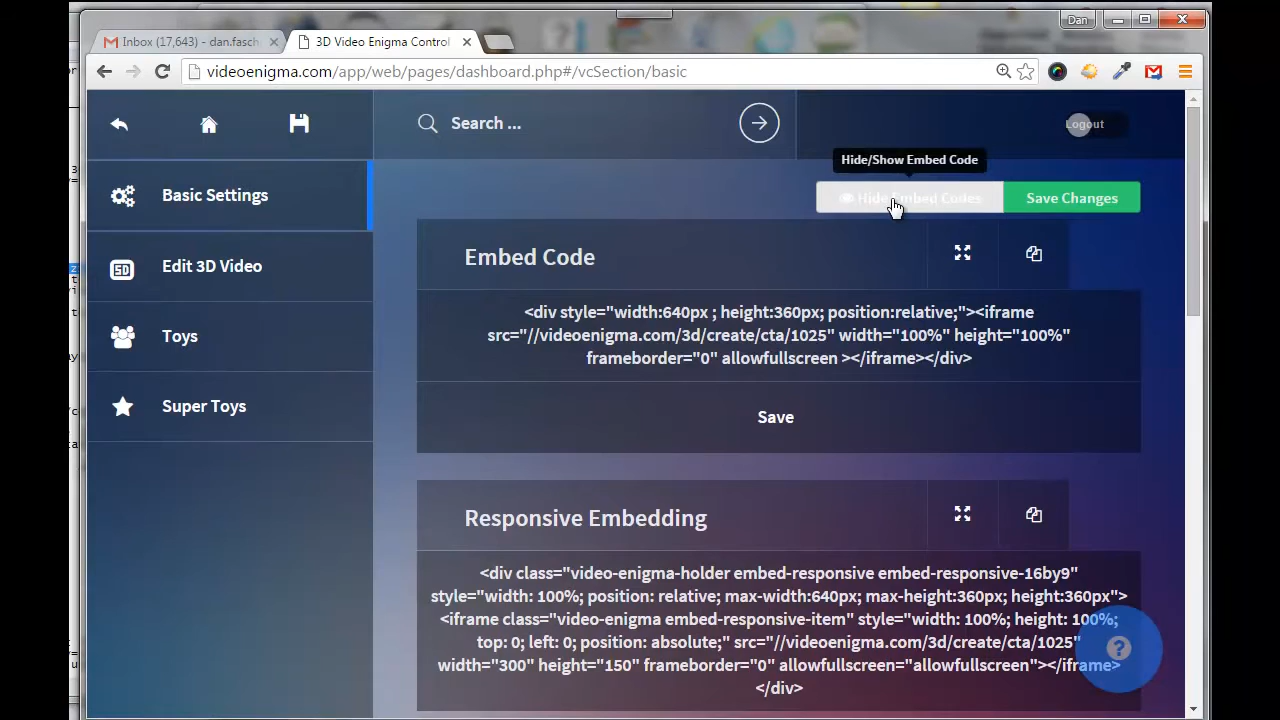 Dan
Inbox (17,643) - dan.fasch
3D Video Enigma Control
videoenigma.com/app/web/pages/dashboard.php#/vcSection/basic
Search ...
Logout
Hide/Show Embed Code
Basic Settings
Hide Embed Codes
Save Changes
Embed Code
Edit 3D Video
<div style="width:640px ; height:360px; position:relative;"><iframe
src="//videoenigma.com/3d/create/cta/1025" width="100%" height="100%"
frameborder="0" allowfullscreen ></iframe></div>
Toys
Super Toys
Save
Responsive Embedding
<div class="video-enigma-holder embed-responsive embed-responsive-16by9"
style="width: 100%; position: relative; max-width:640px; max-height:360px; height:360px">
<iframe class="video-enigma embed-responsive-item" style="width: 100%; height: 100%;
top: 0; left: 0; position: absolute;" src="//videoenigma.com/3d/create/cta/1025"
width="300" height="150" frameborder="0" allowfullscreen="allowfullscreen"></iframe>
</div>